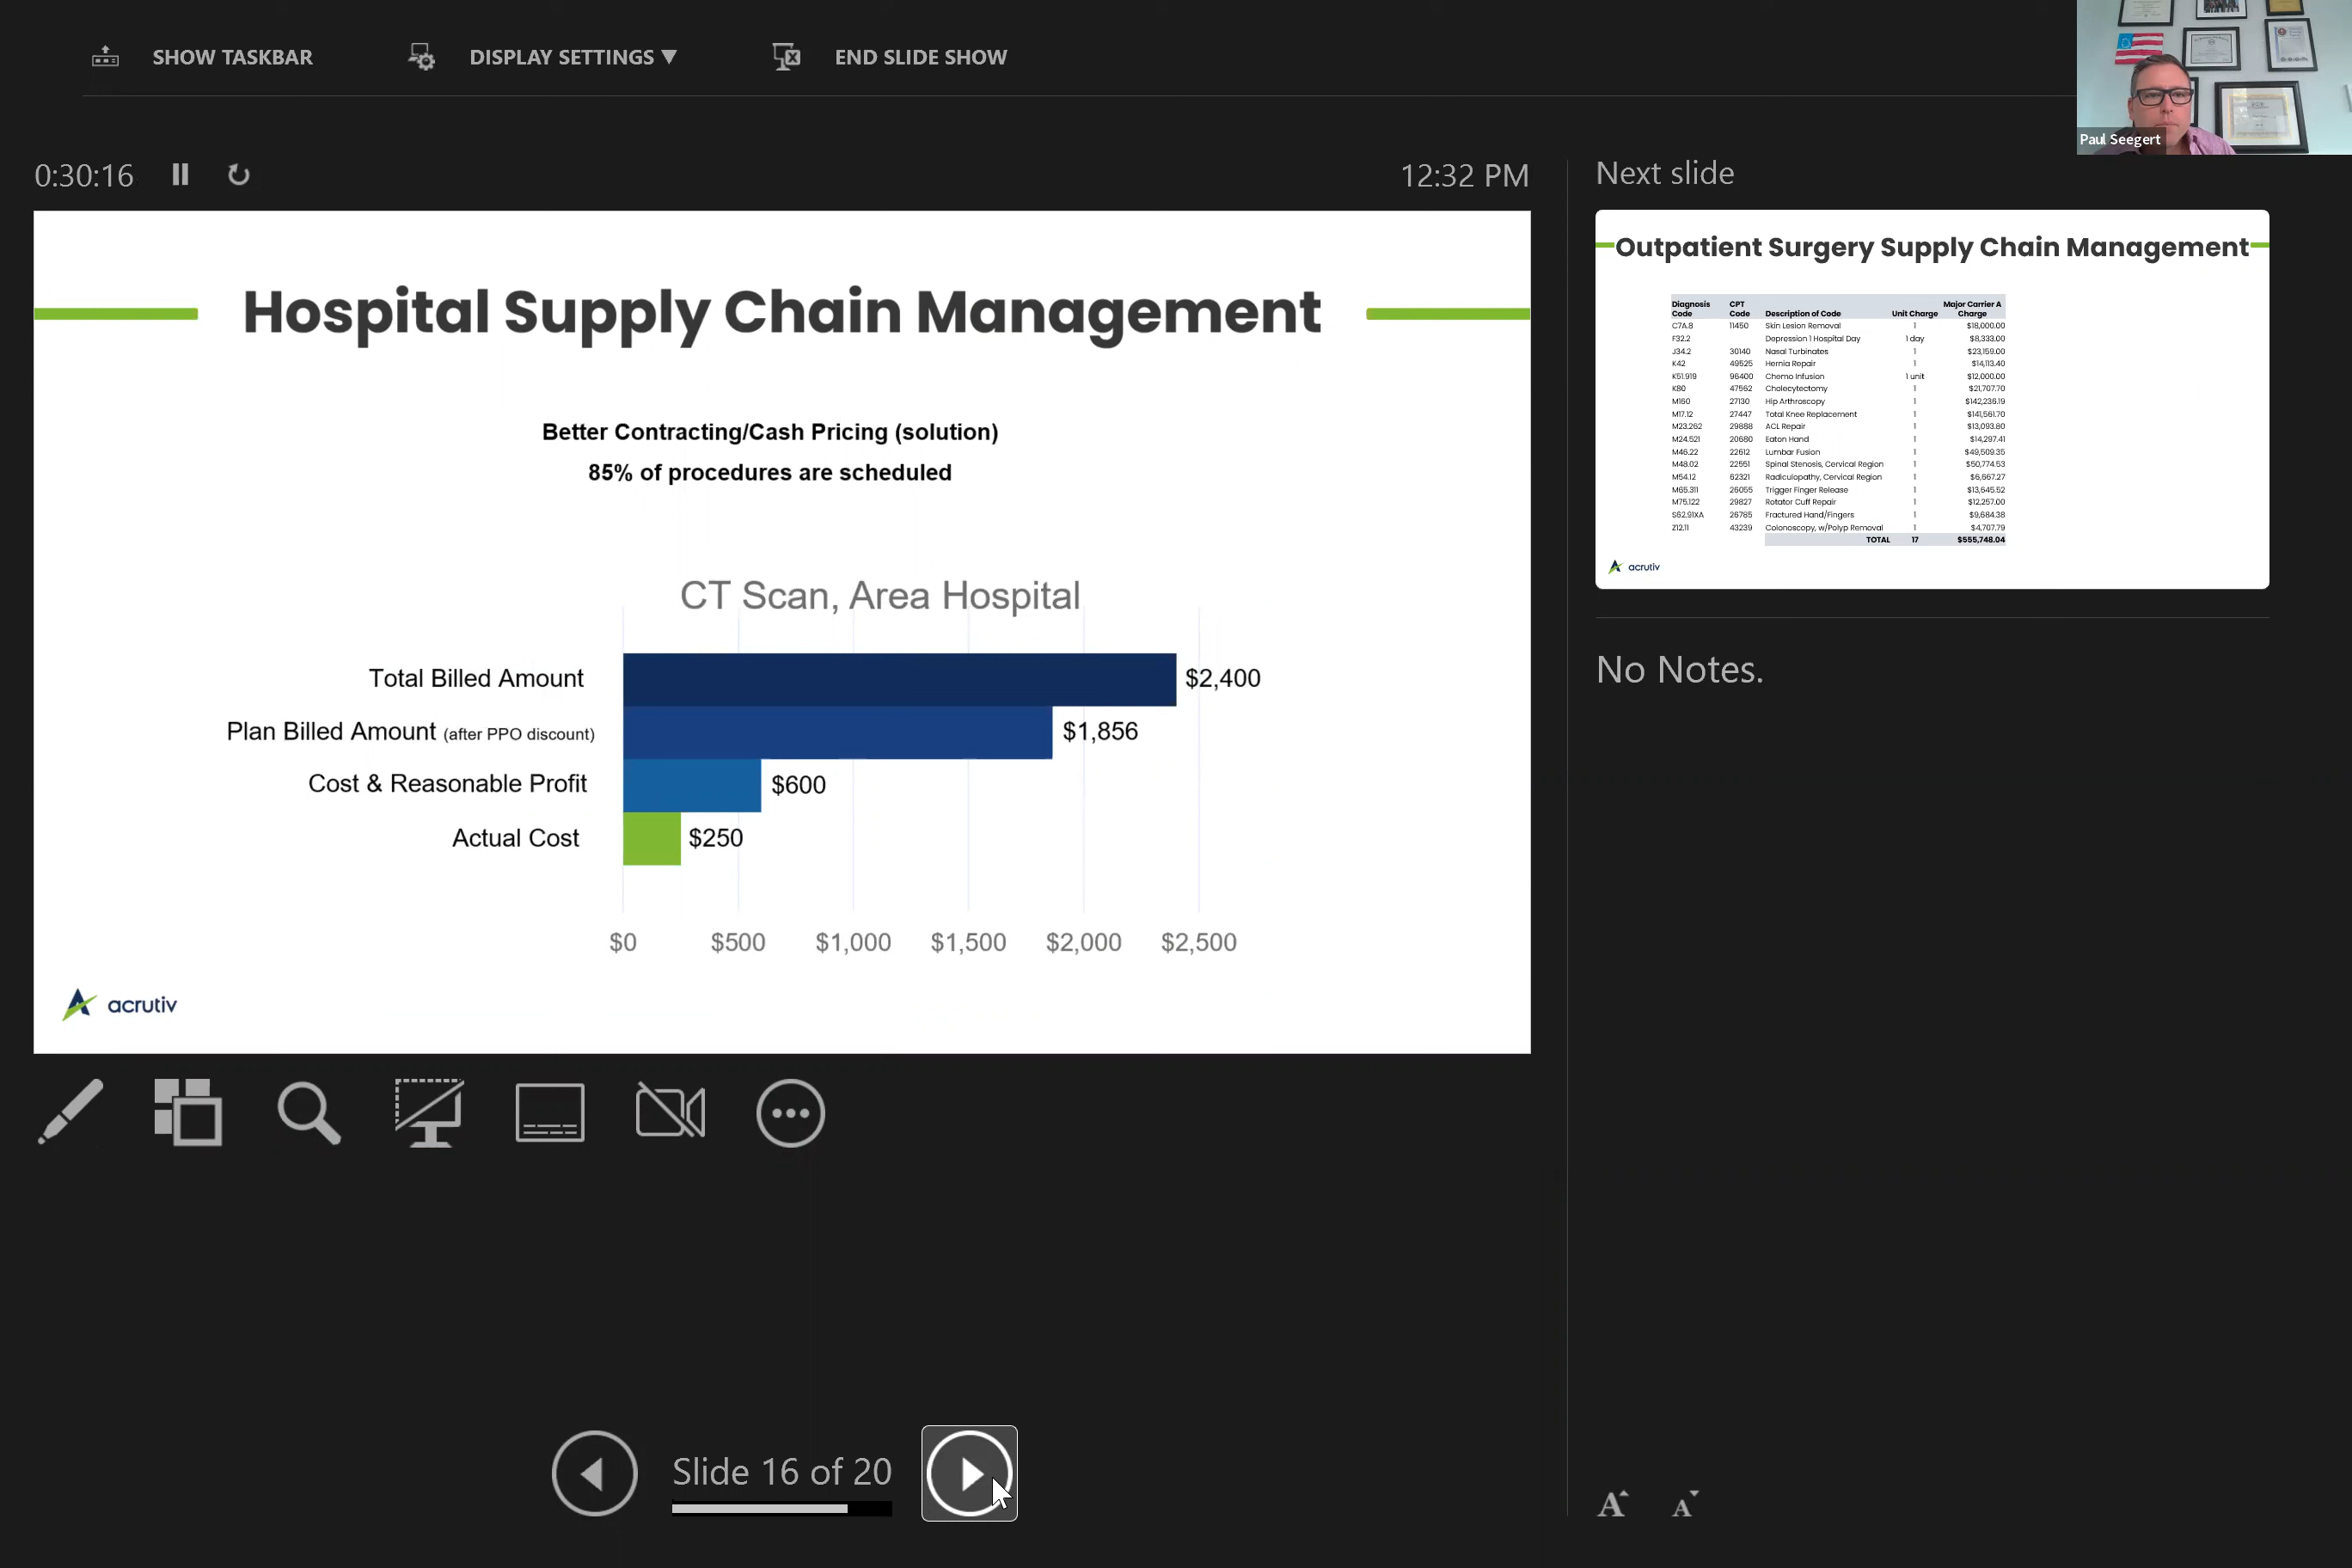 SHOW TASKBAR
DISPLAY SETTINGS ▼
END SLIDE SHOW
Paul Seegert
0:30:16
12:32 PM
Hospital Supply Chain Management
Better Contracting/Cash Pricing (solution)
85% of procedures are scheduled
CT Scan, Area Hospital
Total Billed Amount $2,400
Plan Billed Amount (after PPO discount) $1,856
Cost & Reasonable Profit $600
Actual Cost $250
$0 $500 $1,000 $1,500 $2,000 $2,500
acrutiv
Slide 16 of 20
Next slide
Outpatient Surgery Supply Chain Management
Diagnosis Code CPT Code Description of Code Unit Charge Major Carrier A Charge
C7A.8 11450 Skin Lesion Removal 1 $18,000.00
F32.2 Depression 1 Hospital Day 1 day $8,333.00
J34.2 30140 Nasal Turbinates 1 $23,159.00
K42 49525 Hernia Repair 1 $14,113.40
K51.919 96400 Chemo Infusion 1 unit $12,000.00
K80 47562 Cholecytectomy 1 $21,707.70
M160 27130 Hip Arthroscopy 1 $142,236.19
M17.12 27447 Total Knee Replacement 1 $141,561.70
M23.262 29888 ACL Repair 1 $13,093.80
M24.521 20680 Eaton Hand 1 $14,297.41
M46.22 22612 Lumbar Fusion 1 $49,509.35
M48.02 22551 Spinal Stenosis, Cervical Region 1 $50,774.53
M54.12 62321 Radiculopathy, Cervical Region 1 $6,667.27
M65.311 26055 Trigger Finger Release 1 $13,645.52
M75.122 29827 Rotator Cuff Repair 1 $12,257.00
S62.91XA 26785 Fractured Hand/Fingers 1 $9,684.38
Z12.11 43239 Colonoscopy, w/Polyp Removal 1 $4,707.79
TOTAL 17 $555,748.04
acrutiv
No Notes.
A A